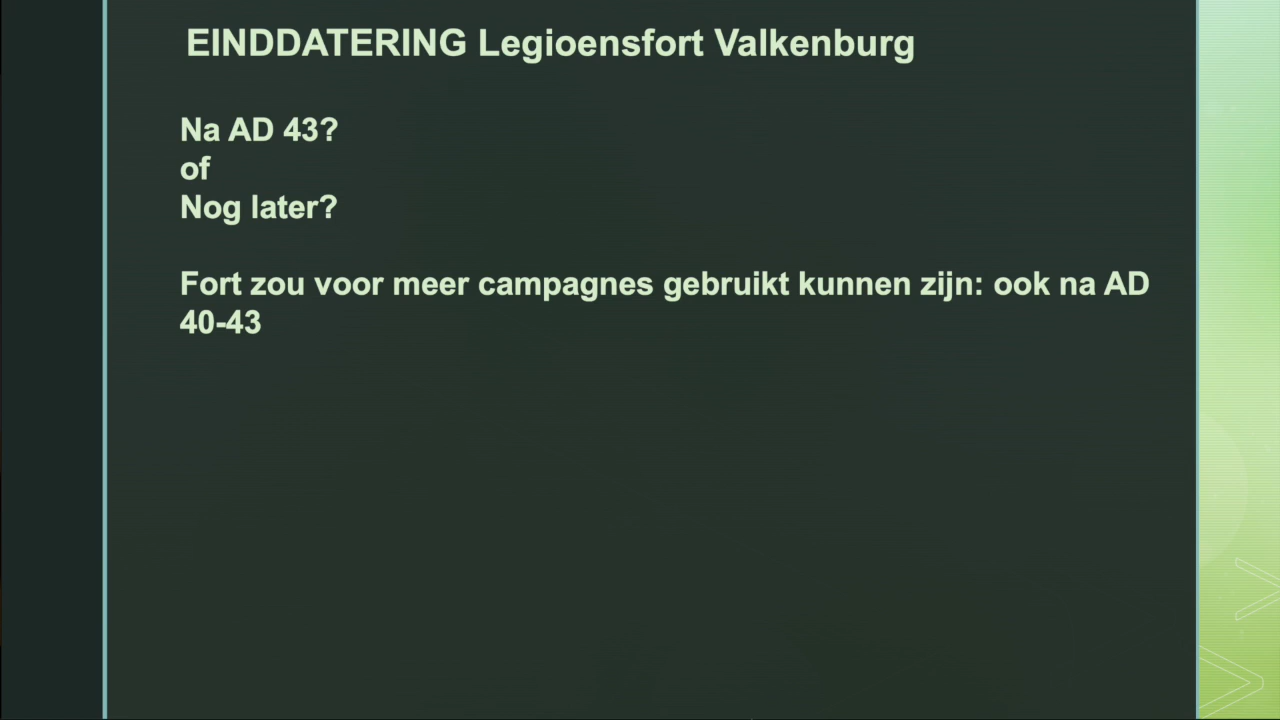 EINDDATERING Legioensfort Valkenburg
Na AD 43?
of
Nog later?
Fort zou voor meer campagnes gebruikt kunnen zijn: ook na AD
40-43